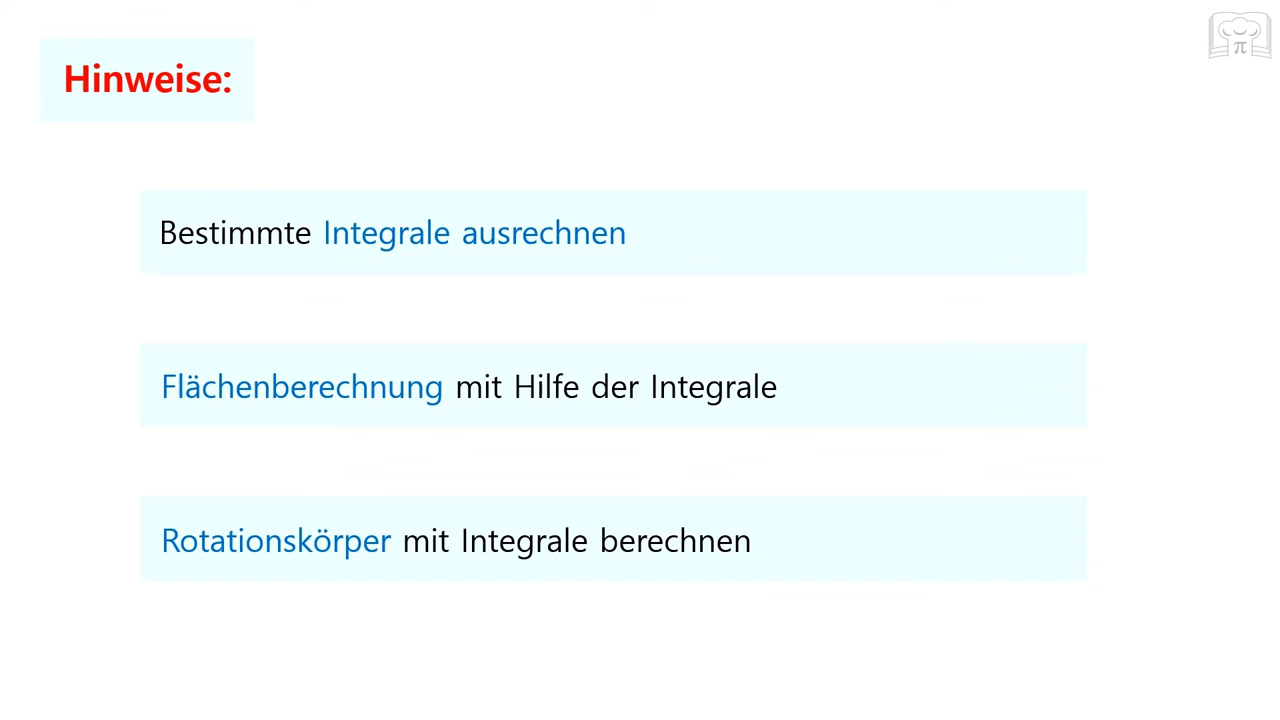 Hinweise:
Bestimmte Integrale ausrechnen
Flächenberechnung mit Hilfe der Integrale
Rotationskörper mit Integrale berechnen
π